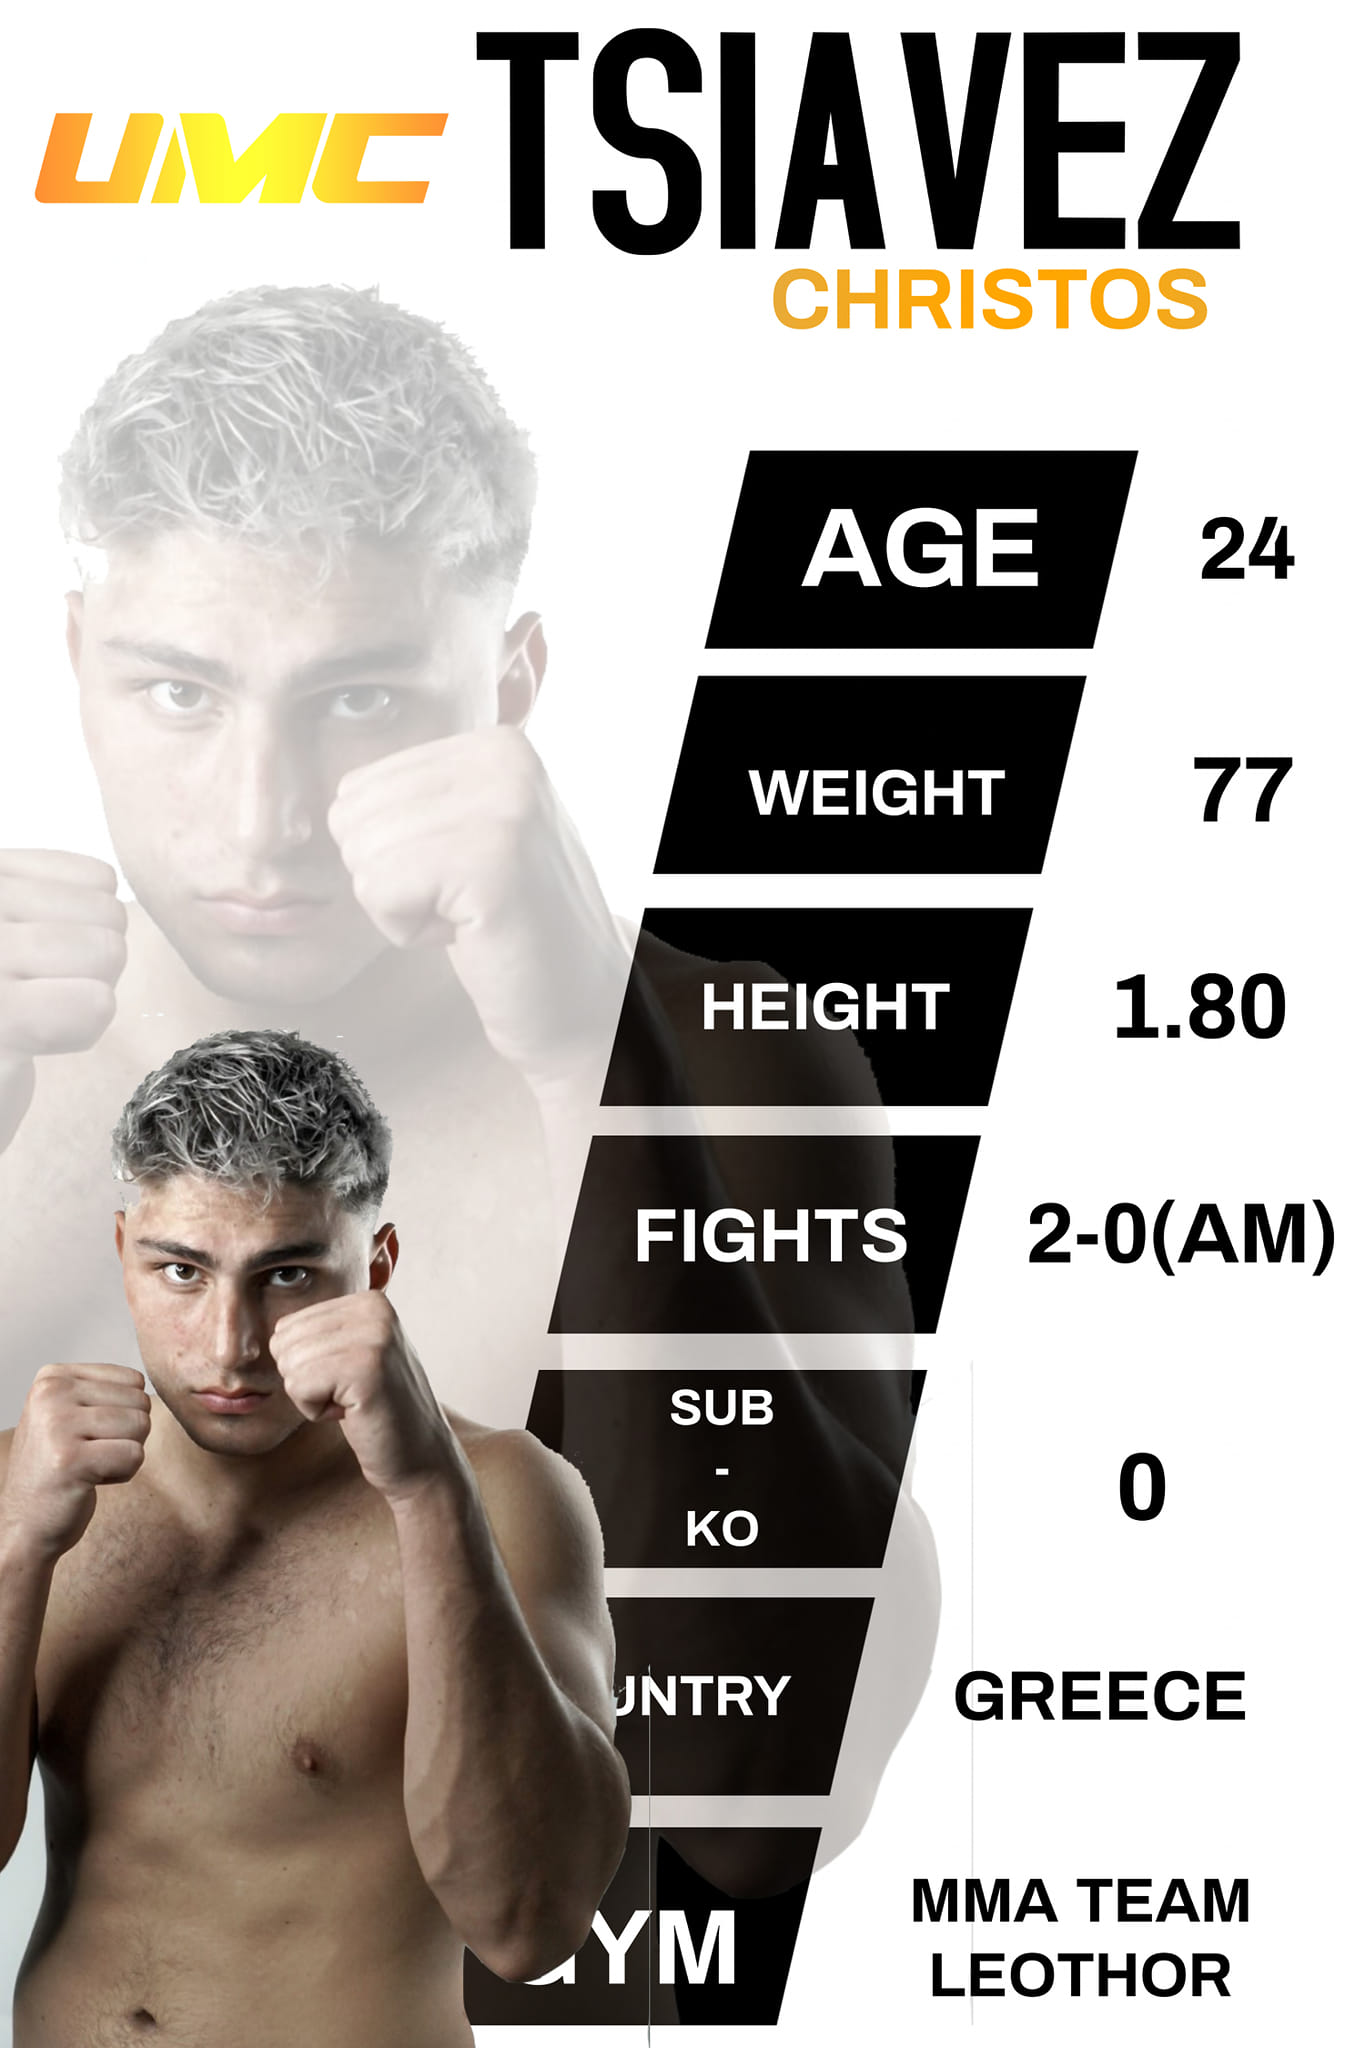 UMC
TSIAVEZ
CHRISTOS
AGE 24
WEIGHT 77
HEIGHT 1.80
FIGHTS 2-0(AM)
SUB
-
KO
0
UNTRY GREECE
GYM
MMA TEAM
LEOTHOR